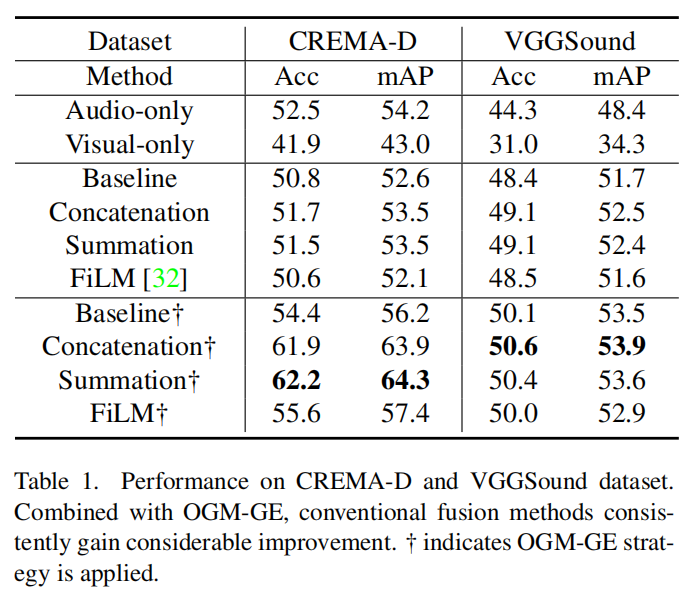 Dataset CREMA-D VGGSound
Method Acc mAP Acc mAP
Audio-only 52.5 54.2 44.3 48.4
Visual-only 41.9 43.0 31.0 34.3
Baseline 50.8 52.6 48.4 51.7
Concatenation 51.7 53.5 49.1 52.5
Summation 51.5 53.5 49.1 52.4
FiLM [32] 50.6 52.1 48.5 51.6
Baseline† 54.4 56.2 50.1 53.5
Concatenation† 61.9 63.9 50.6 53.9
Summation† 62.2 64.3 50.4 53.6
FiLM† 55.6 57.4 50.0 52.9
Table 1. Performance on CREMA-D and VGGSound dataset.
Combined with OGM-GE, conventional fusion methods consis-
tently gain considerable improvement. † indicates OGM-GE strat-
egy is applied.